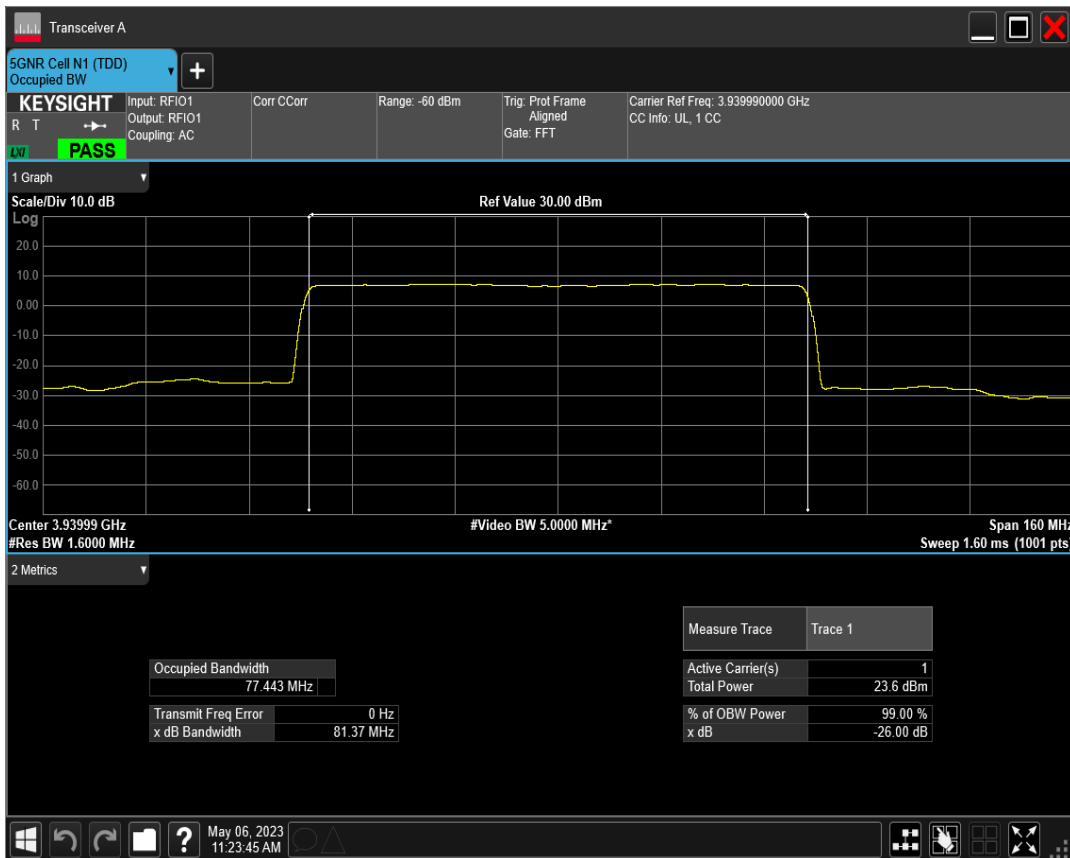 Transceiver A
5GNR Cell N1 (TDD)
Occupied BW
KEYSIGHT
R T
LXI
PASS
Input: RFIO1
Output: RFIO1
Coupling: AC
Corr CCorr
Range: -60 dBm
Trig: Prot Frame
Aligned
Gate: FFT
Carrier Ref Freq: 3.939990000 GHz
CC Info: UL, 1 CC
1 Graph
Scale/Div 10.0 dB
Ref Value 30.00 dBm
Log
20.0
10.0
0.00
-10.0
-20.0
-30.0
-40.0
-50.0
-60.0
Center 3.93999 GHz
#Video BW 5.0000 MHz*
Span 160 MHz
#Res BW 1.6000 MHz
Sweep 1.60 ms (1001 pts)
2 Metrics
Measure Trace Trace 1
Occupied Bandwidth
77.443 MHz
Active Carrier(s) 1
Total Power 23.6 dBm
Transmit Freq Error 0 Hz
x dB Bandwidth 81.37 MHz
% of OBW Power 99.00 %
x dB -26.00 dB
?
May 06, 2023
11:23:45 AM